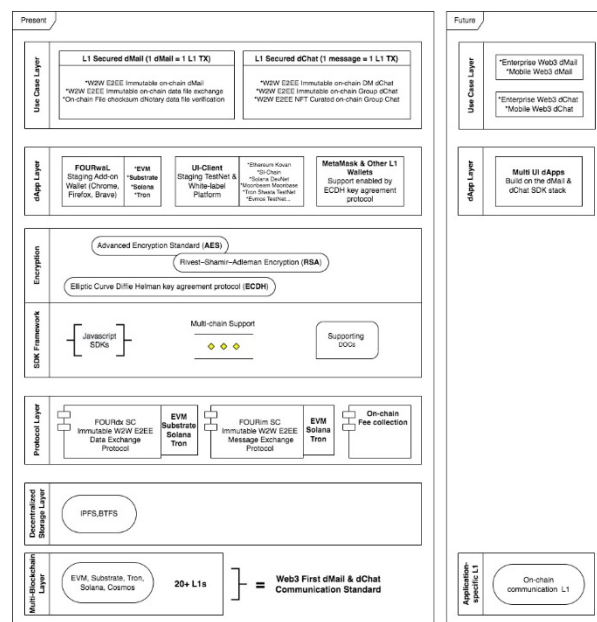 Present
Use Case Layer
L1 Secured dMail (1 dMail = 1 L1 TX)
*W2W E2EE Immutable on-chain dMail
*W2W E2EE Immutable on-chain data file exchange
*On-chain File checksum dNotary data file verification
L1 Secured dChat (1 message = 1 L1 TX)
*W2W E2EE Immutable on-chain DM dChat
*W2W E2EE Immutable on-chain Group dChat
*W2W E2EE NFT Curated on-chain Group Chat
dApp Layer
FOURwaL
Staging Add-on
Wallet (Chrome,
Firefox, Brave)
*EVM
*Substrate
*Solana
*Tron
UI-Client
Staging TestNet &
White-label
Platform
*Ethereum Kovan
*SI-Chain
*Solana DevNet
*Moonbeam Moonbase
*Tron Shasta TestNet
*Evmos TestNet...
MetaMask & Other L1
Wallets
Support enabled by
ECDH key agreement
protocol
Encryption
Advanced Encryption Standard (AES)
Rivest–Shamir–Adleman Encryption (RSA)
Elliptic Curve Diffie Helman key agreement protocol (ECDH)
SDK Framework
Javascript
SDKs
Multi-chain Support
Supporting
DOCs
Protocol Layer
FOURdx SC
Immutable W2W E2EE
Data Exchange
Protocol
EVM
Substrate
Solana
Tron
FOURim SC
Immutable W2W E2EE
Message Exchange
Protocol
EVM
Solana
Tron
On-chain
Fee collection
Decentralized
Storage Layer
IPFS,BTFS
Multi-Blockchain
Layer
EVM, Substrate, Tron,
Solana, Cosmos
20+ L1s
=
Web3 First dMail & dChat
Communication Standard
Future
Use Case Layer
*Enterprise Web3 dMail
*Mobile Web3 dMail
*Enterprise Web3 dChat
*Mobile Web3 dChat
dApp Layer
Multi UI dApps
Build on the dMail &
dChat SDK stack
Application-
specific L1
On-chain
communication L1